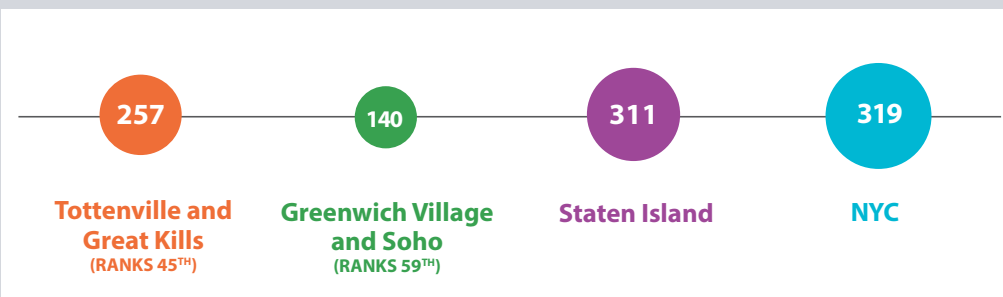 257
140
311
319
Tottenville and
Great Kills
(RANKS 45TH)
Greenwich Village
and Soho
(RANKS 59TH)
Staten Island
NYC